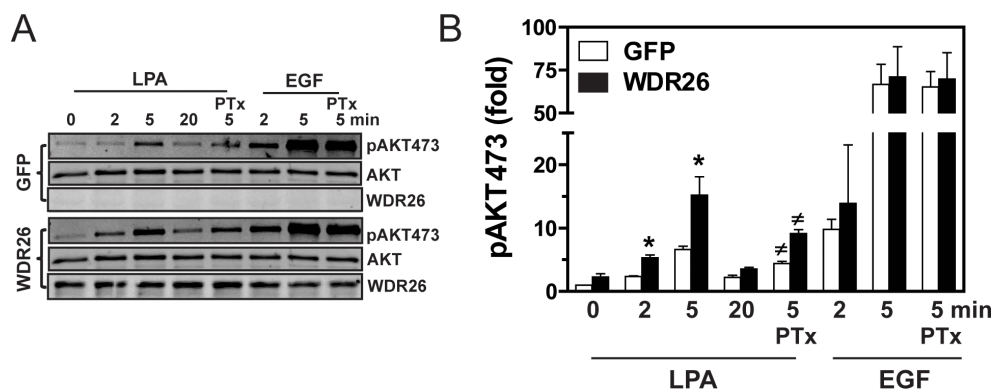 A
LPA EGF
PTx PTx
0 2 5 20 5 2 5 5 min
GFP
pAKT473
AKT
WDR26
WDR26
pAKT473
AKT
WDR26
B
GFP
WDR26
pAKT473 (fold)
100
75
50
20
10
0
* * ≠ ≠
0 2 5 20 5 2 5 5 min
PTx PTx
LPA EGF